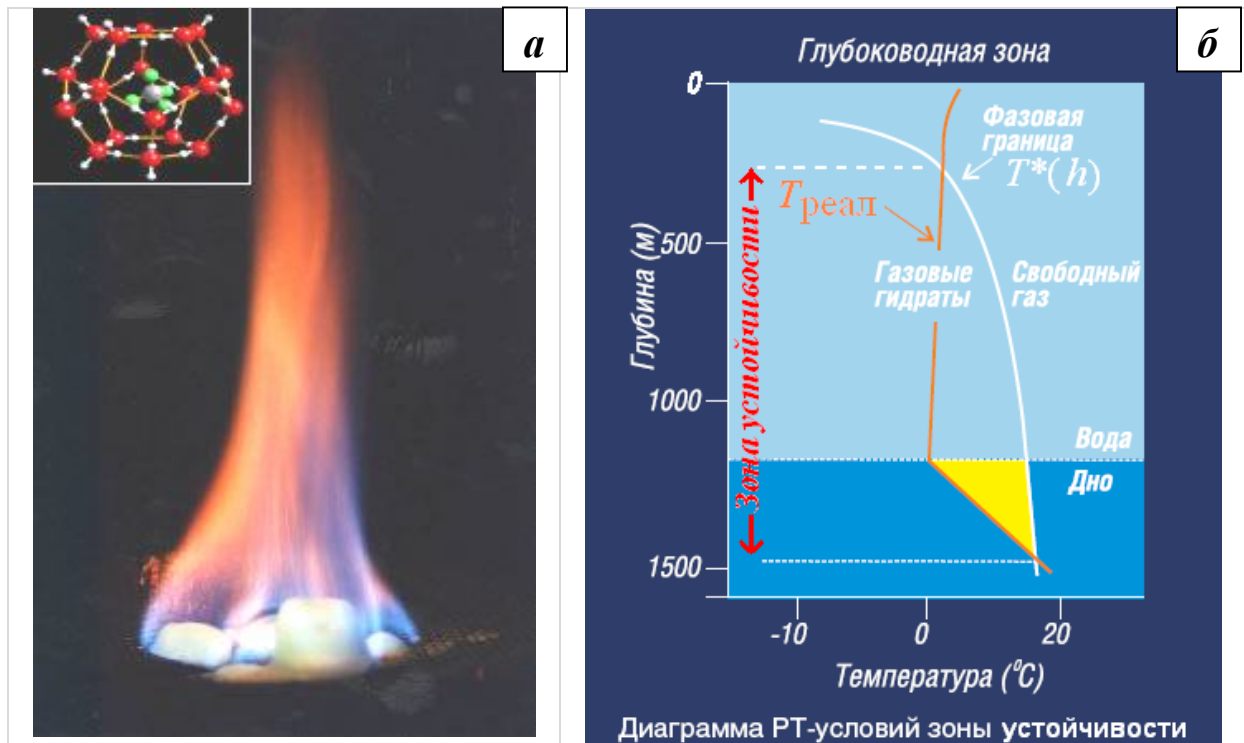 а
б
Глубоководная зона
0
Фазовая
граница
T*(h)
Tреал
500
Газовые
гидраты
Свободный
газ
Глубина (м)
Зона устойчивости
1000
Вода
Дно
1500
-10
0
20
Температура (°С)
Диаграмма РТ-условий зоны устойчивости